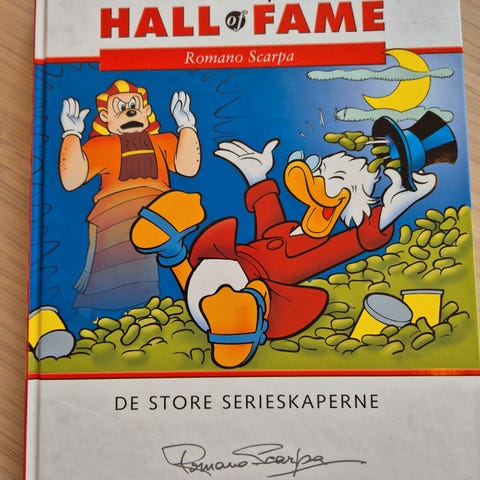 HALL of FAME
Romano Scarpa
DE STORE SERIESKAPERNE
Romano Scarpa